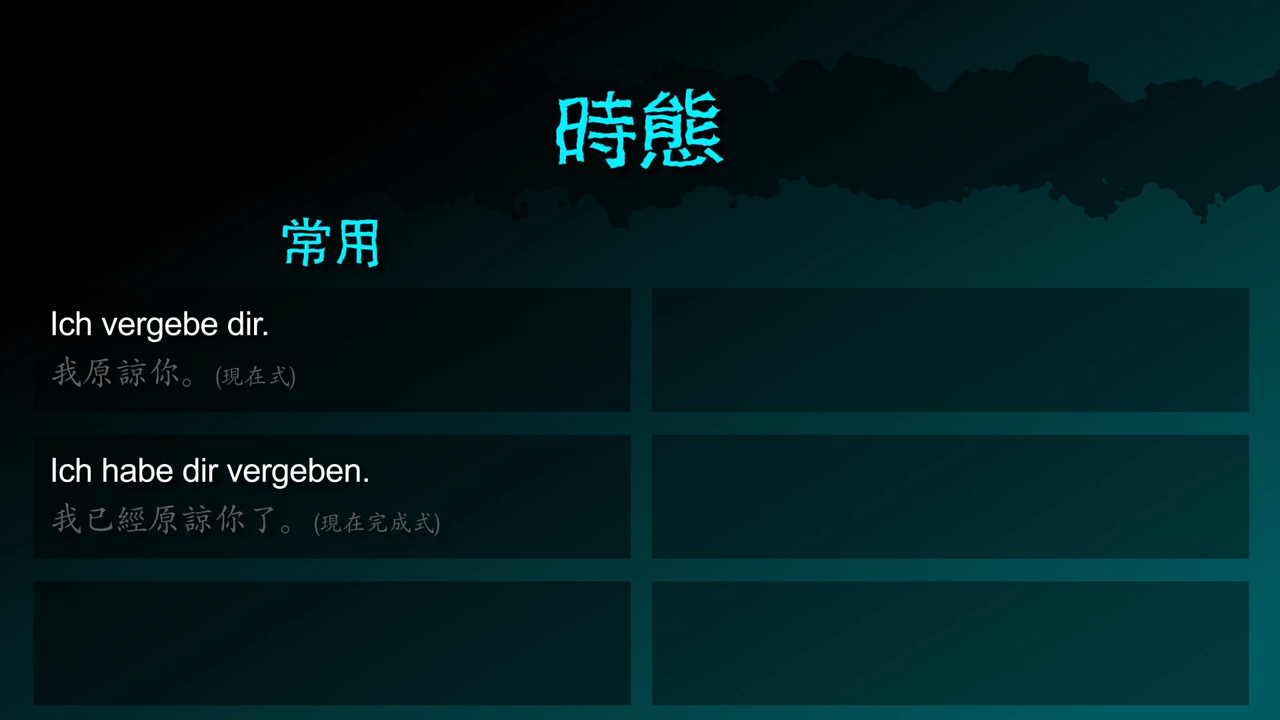 時態
常用
Ich vergebe dir.
我原諒你。(現在式)
Ich habe dir vergeben.
我已經原諒你了。(現在完成式)